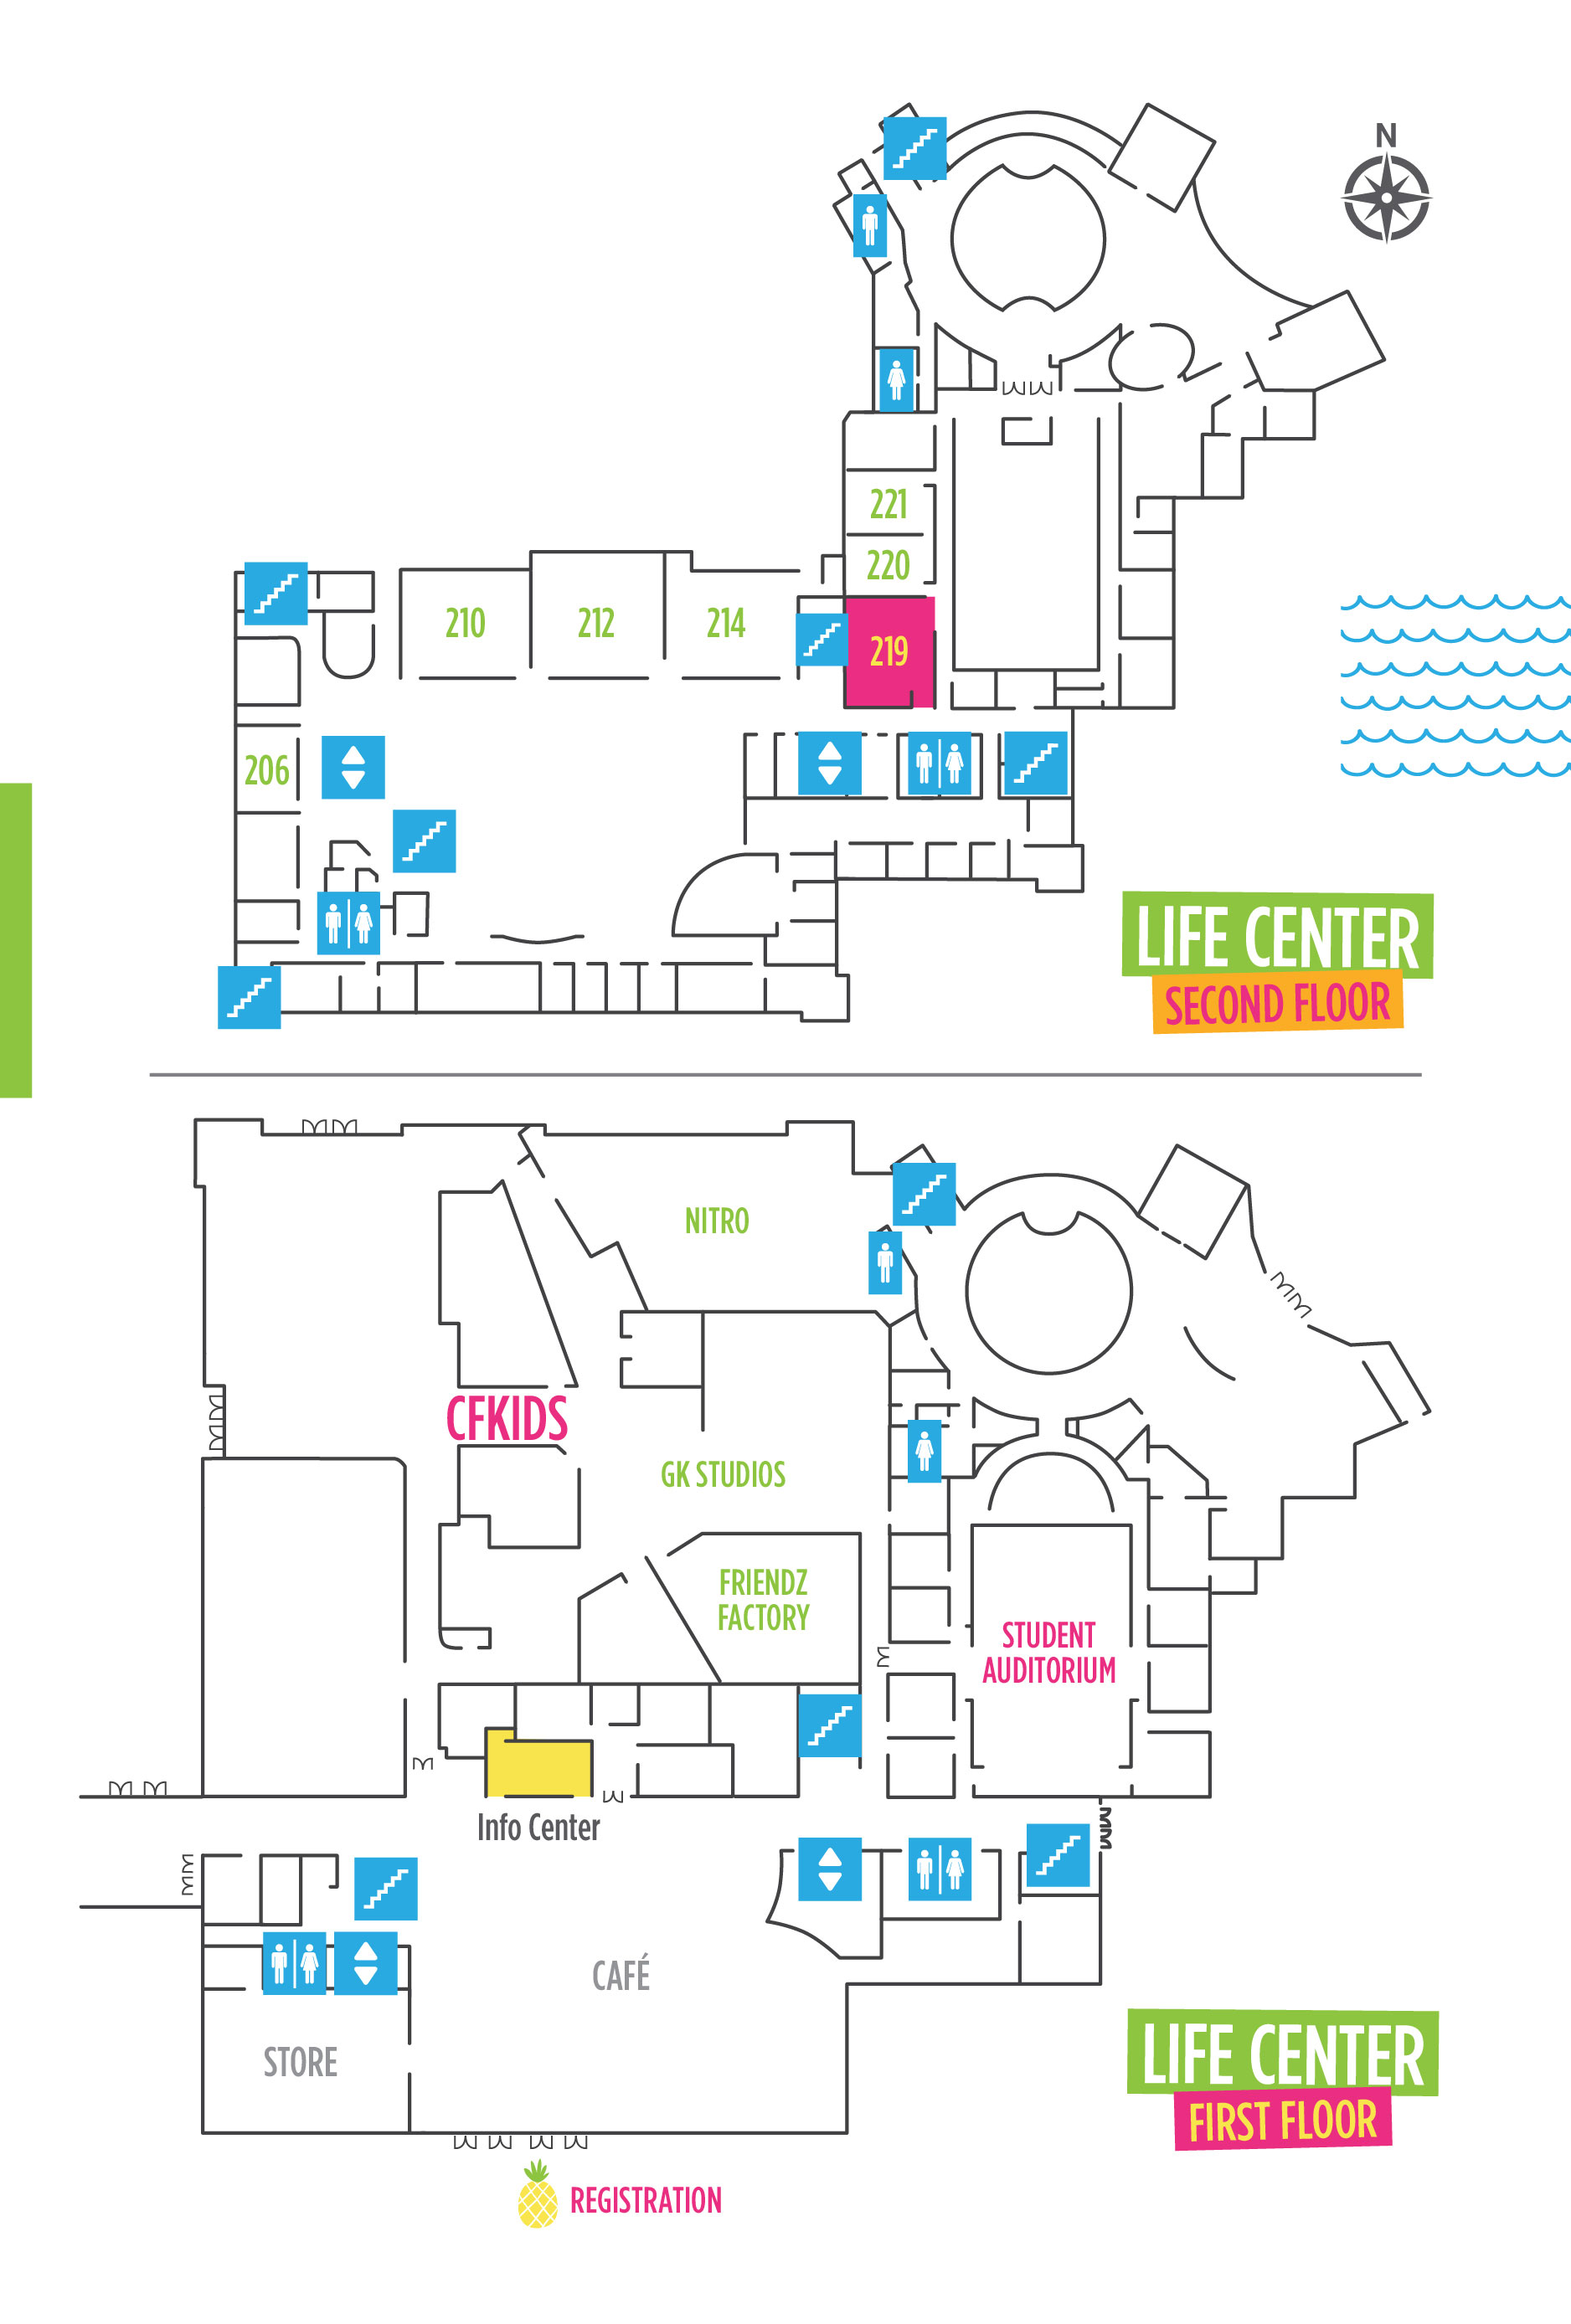 N
221
220
210
212
214
219
206
LIFE CENTER
SECOND FLOOR
NITRO
CFKIDS
GK STUDIOS
FRIENDZ
FACTORY
STUDENT
AUDITORIUM
Info Center
CAFÉ
STORE
LIFE CENTER
FIRST FLOOR
REGISTRATION